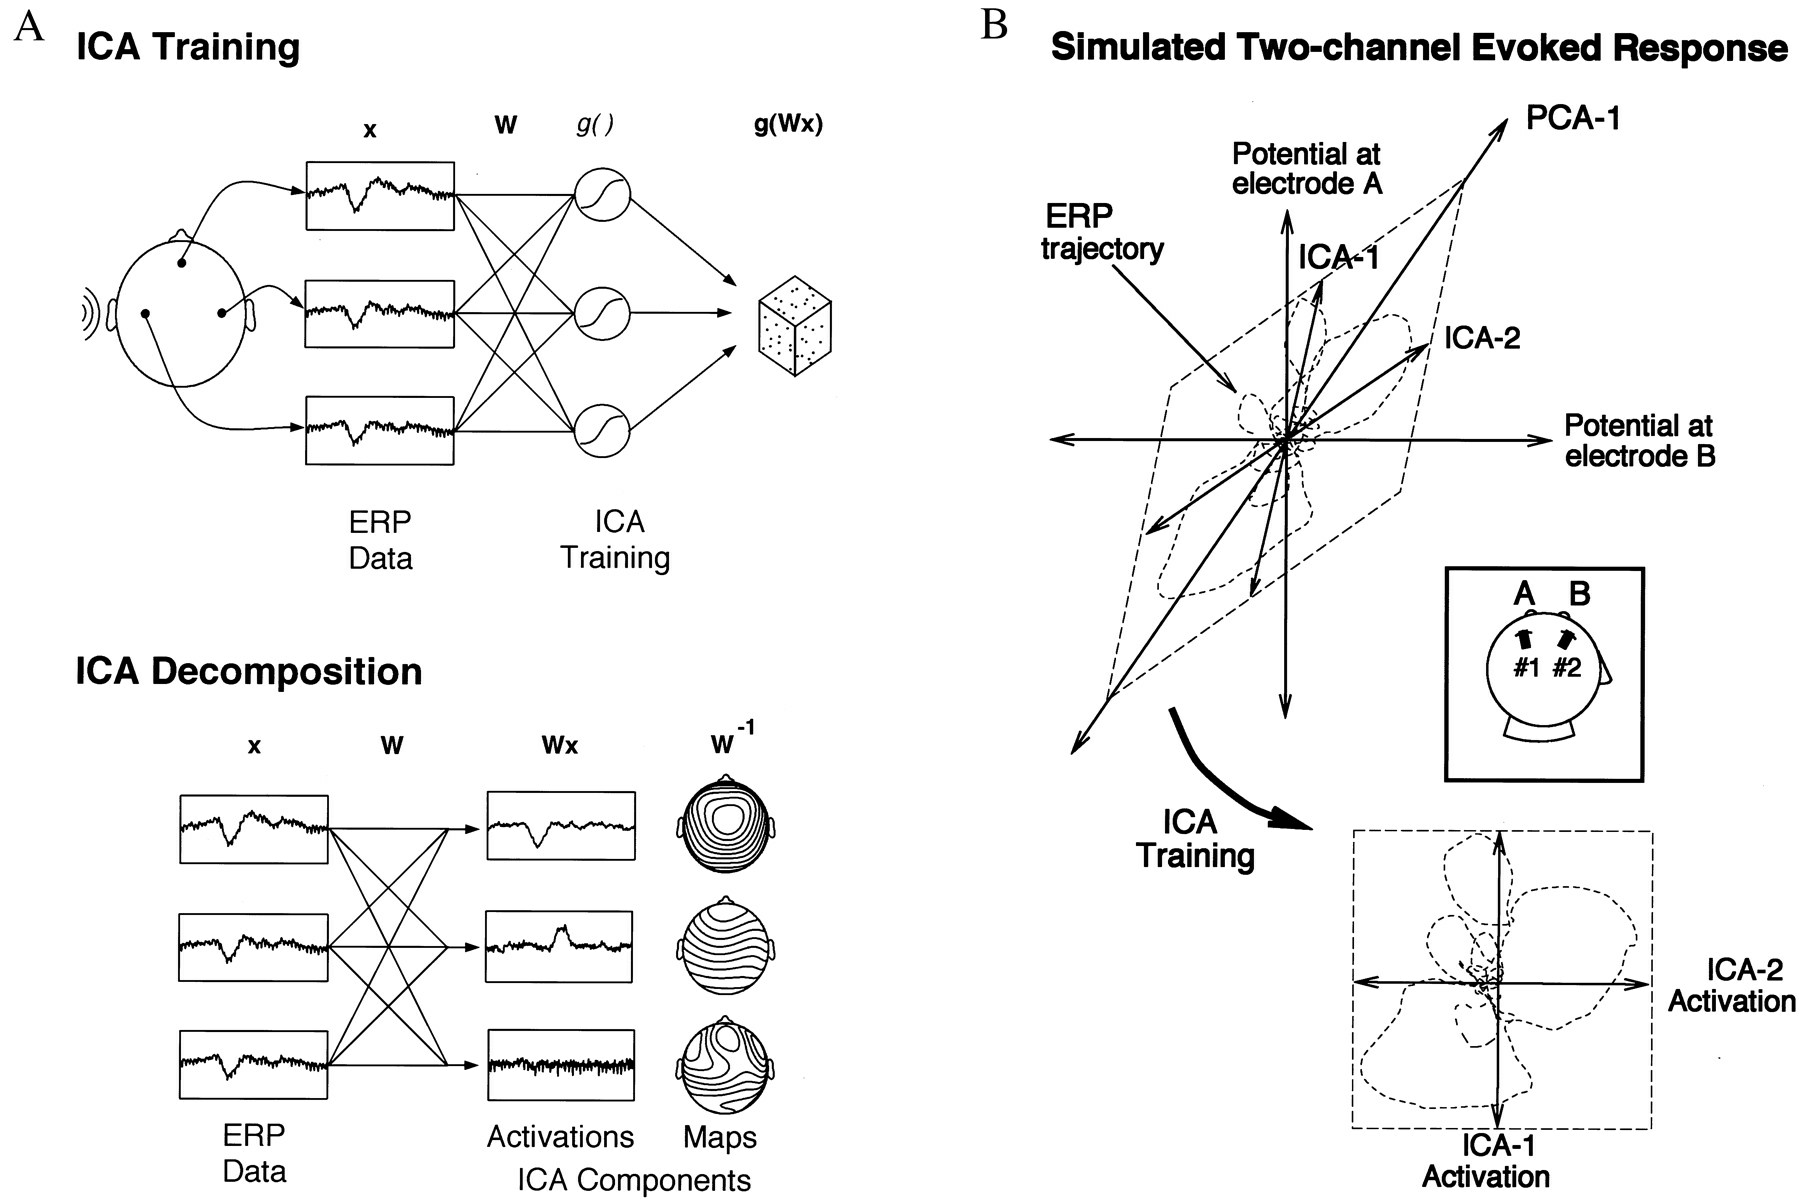 A
ICA Training
x
W
g( )
g(Wx)
ERP
Data
ICA
Training
ICA Decomposition
x
W
Wx
W-1
ERP
Data
Activations
Maps
ICA Components
B
Simulated Two-channel Evoked Response
PCA-1
Potential at
electrode A
ERP
trajectory
ICA-1
ICA-2
Potential at
electrode B
A B
#1 #2
ICA
Training
ICA-2
Activation
ICA-1
Activation